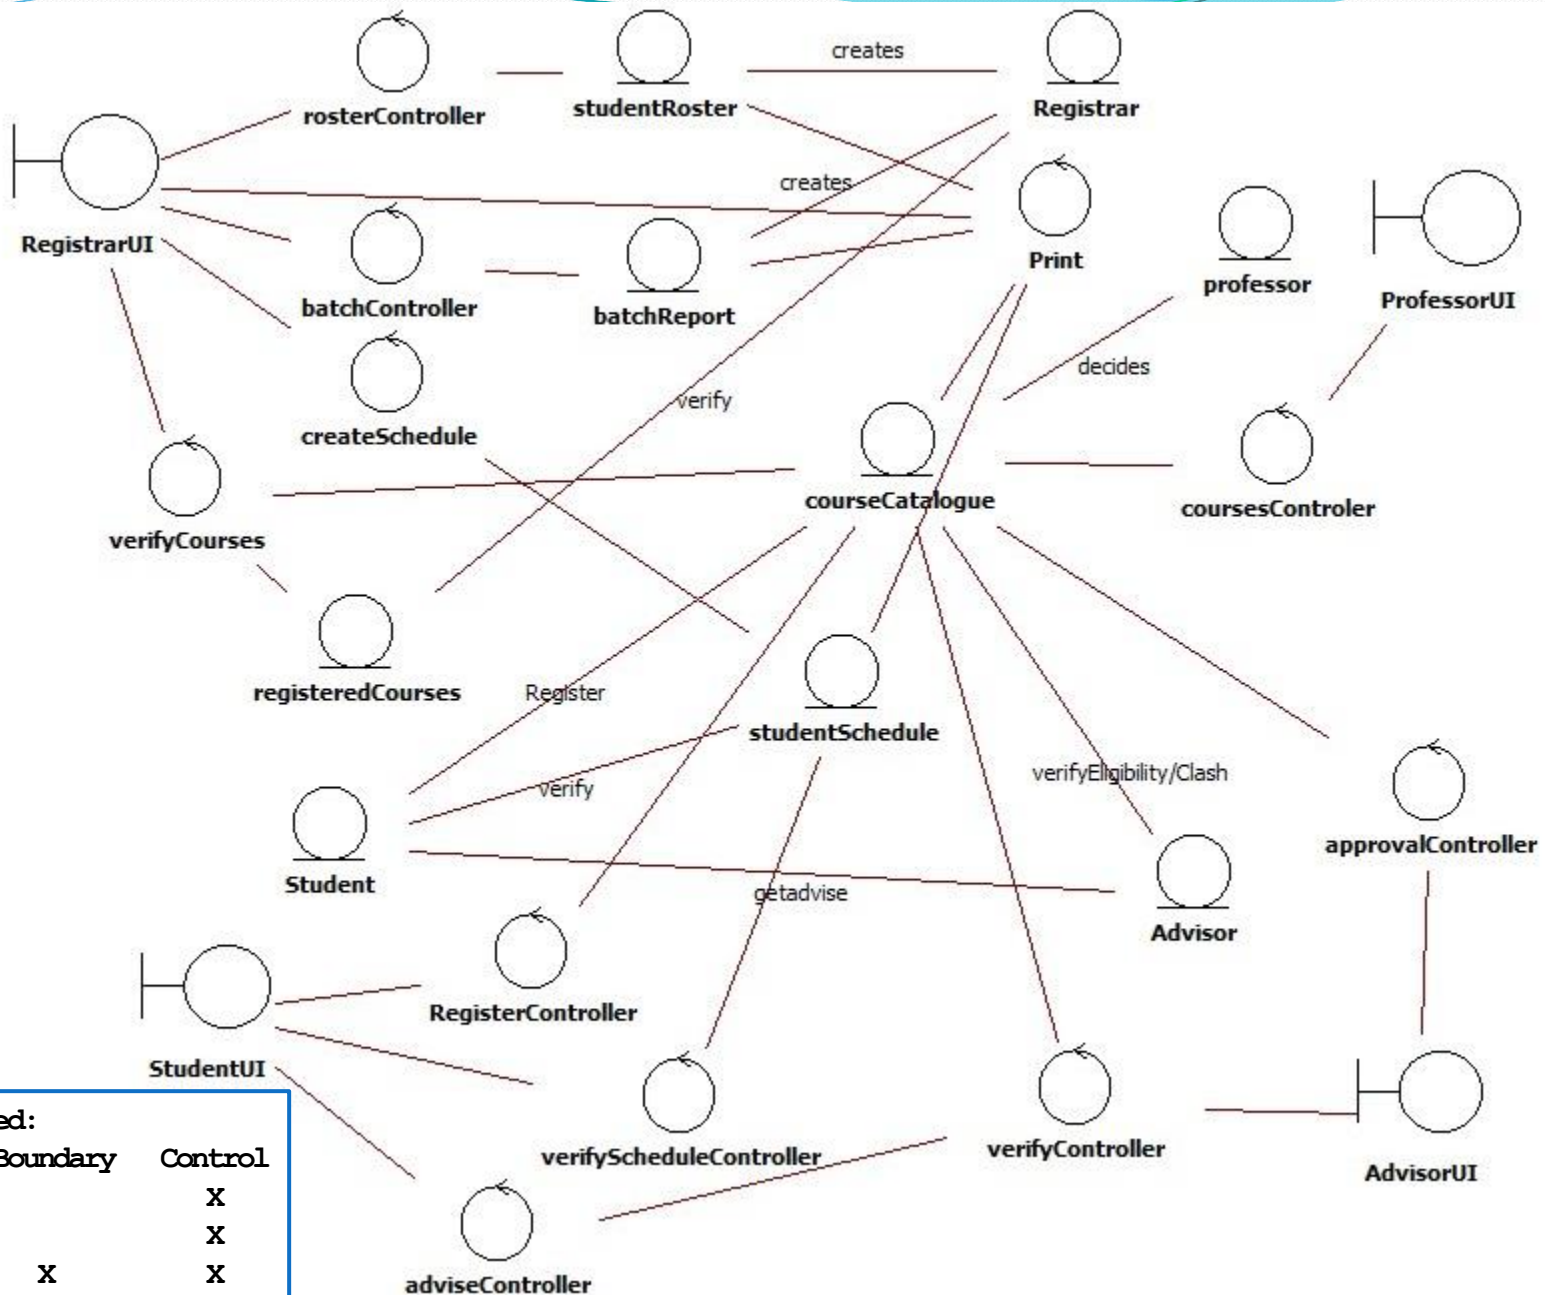 creates
rosterController
studentRoster
Registrar
creates
RegistrarUI
Print
professor
ProfessorUI
batchController
batchReport
decides
verify
createSchedule
courseCatalogue
coursesControler
verifyCourses
registeredCourses
Register
studentSchedule
verifyEligibility/Clash
verify
approvalController
Student
getadvise
Advisor
RegisterController
StudentUI
verifyScheduleController
verifyController
AdvisorUI
adviseController
ed:
Boundary Control
X
X
X X